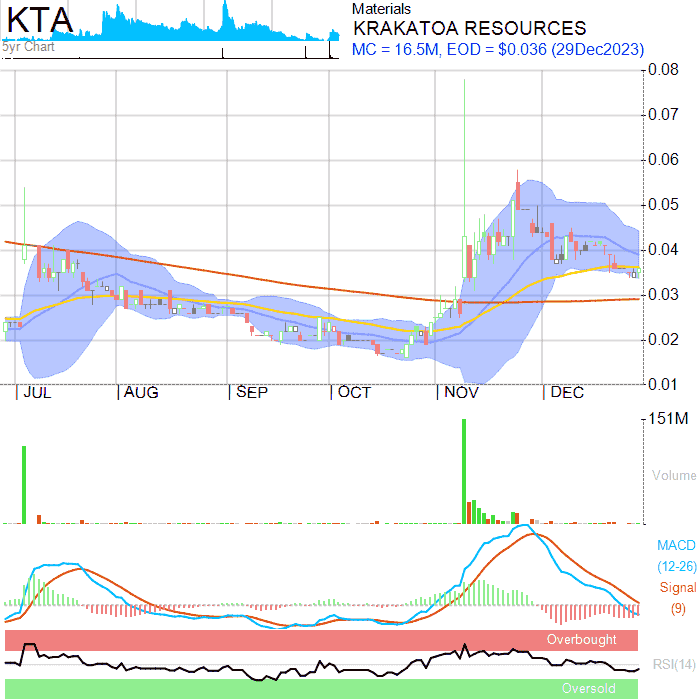 KTA
5yr Chart
Materials
KRAKATOA RESOURCES
MC = 16.5M, EOD = $0.036 (29Dec2023)
0.08
0.07
0.06
0.05
0.04
0.03
0.02
0.01
JUL AUG SEP OCT NOV DEC
151M
Volume
MACD
(12-26)
Signal
(9)
Overbought
RSI(14)
Oversold